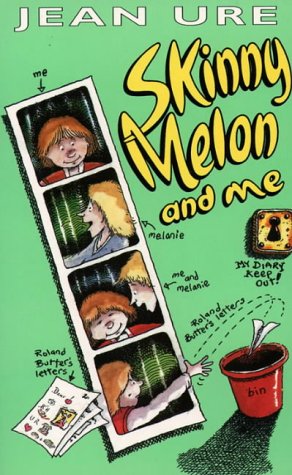 JEAN URE
Skinny
Melon
and me
me
melanie
me
and
melanie
MY DIARY
KEEP
OUT!
Roland
Butter's
letters
Roland
Butter's letters
bin